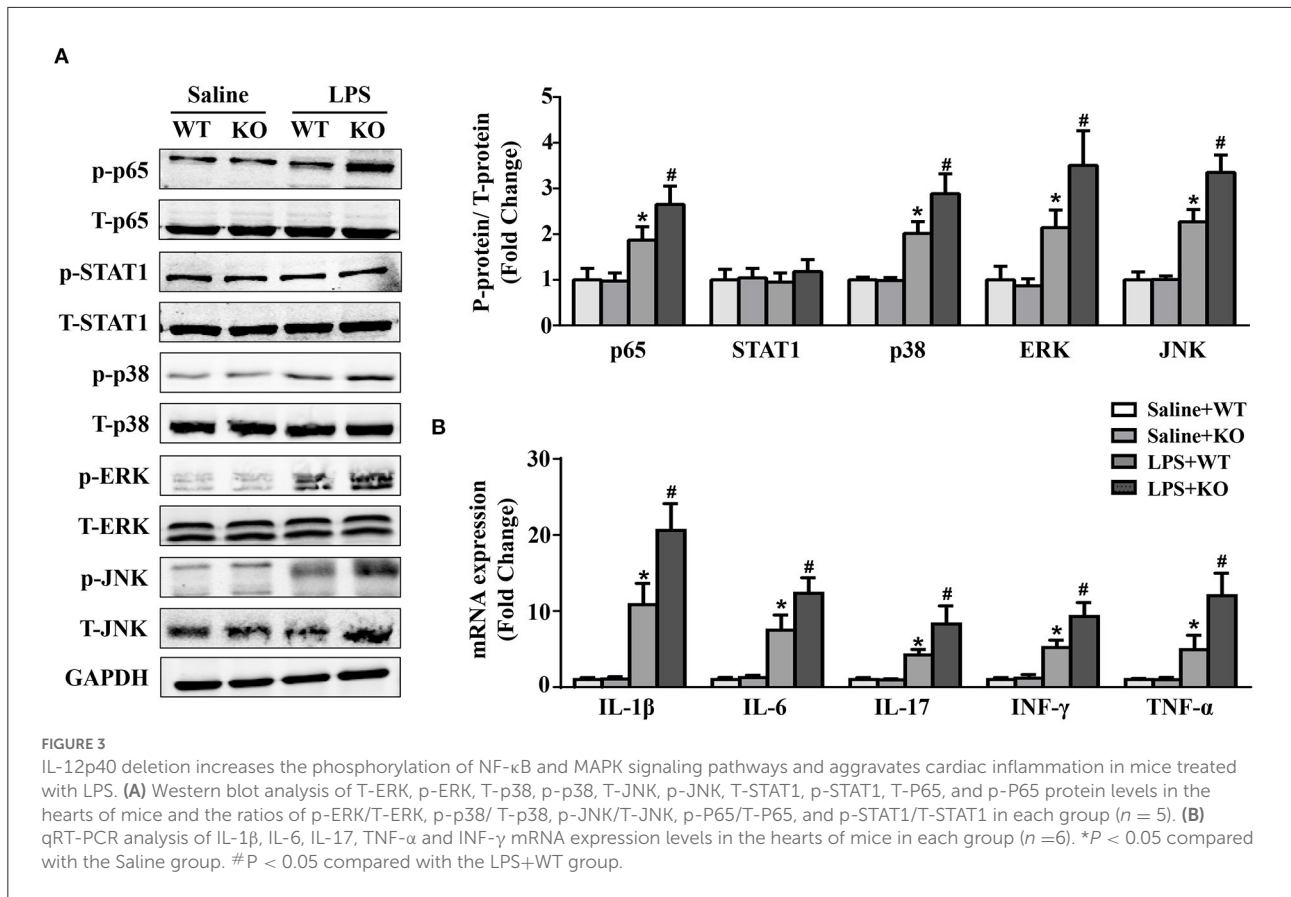 A
Saline LPS
WT KO WT KO
p-p65
T-p65
p-STAT1
T-STAT1
p-p38
T-p38
p-ERK
T-ERK
p-JNK
T-JNK
GAPDH
P-protein/ T-protein
(Fold Change)
5
4
3
2
1
0
* # * # * # * #
p65 STAT1 p38 ERK JNK
B
Saline+WT
Saline+KO
LPS+WT
LPS+KO
mRNA expression
(Fold Change)
30
20
10
0
* # * # * # * # * #
IL-1β IL-6 IL-17 INF-γ TNF-α
FIGURE 3
IL-12p40 deletion increases the phosphorylation of NF-κB and MAPK signaling pathways and aggravates cardiac inflammation in mice treated
with LPS. (A) Western blot analysis of T-ERK, p-ERK, T-p38, p-p38, T-JNK, p-JNK, T-STAT1, p-STAT1, T-P65, and p-P65 protein levels in the
hearts of mice and the ratios of p-ERK/T-ERK, p-p38/ T-p38, p-JNK/T-JNK, p-P65/T-P65, and p-STAT1/T-STAT1 in each group (n = 5). (B)
qRT-PCR analysis of IL-1β, IL-6, IL-17, TNF-α and INF-γ mRNA expression levels in the hearts of mice in each group (n =6). *P < 0.05 compared
with the Saline group. #P < 0.05 compared with the LPS+WT group.